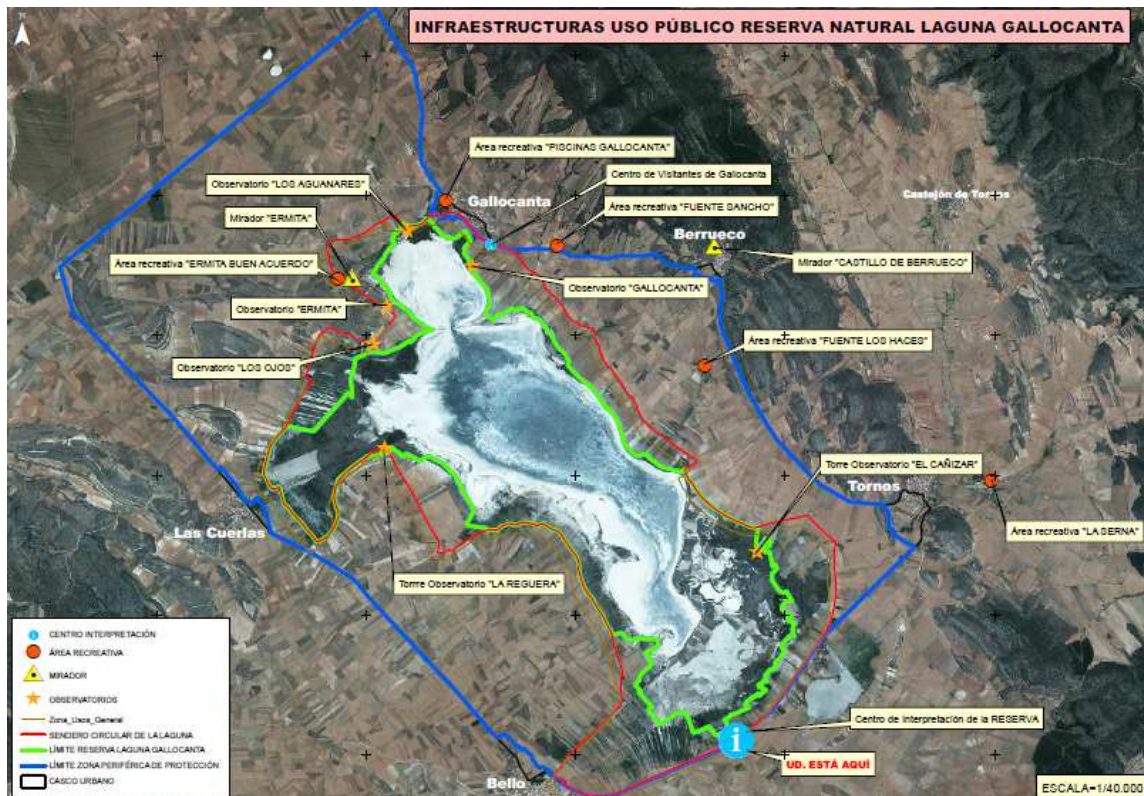 N
INFRAESTRUCTURAS USO PÚBLICO RESERVA NATURAL LAGUNA GALLOCANTA
Área recreativa "PISCINAS GALLOCANTA"
Centro de Visitantes de Gallocanta
Observatorio "LOS AGUANARES"
Gallocanta
Castejón de Tornos
Área recreativa "FUENTE SANCHO"
Mirador "ERMITA"
Berrueco
Área recreativa "ERMITA BUEN ACUERDO"
Mirador "CASTILLO DE BERRUECO"
Observatorio "GALLOCANTA"
Observatorio "ERMITA"
Área recreativa "FUENTE LOS HACES"
Observatorio "LOS OJOS"
Torre Observatorio "EL CAÑIZAR"
Tornos
Las Cuerlas
Área recreativa "LA SERNA"
Torrre Observatorio "LA REGUERA"
i CENTRO INTERPRETACIÓN
ÁREA RECREATIVA
MIRADOR
OBSERVATORIOS
Zona_Usos_General
SENDERO CIRCULAR DE LA LAGUNA
LÍMITE RESERVA LAGUNA GALLOCANTA
LÍMITE ZONA PERIFÉRICA DE PROTECCIÓN
CASCO URBANO
Centro de Interpretación de la RESERVA
i
UD. ESTÁ AQUÍ
Bello
ESCALA=1/40.000